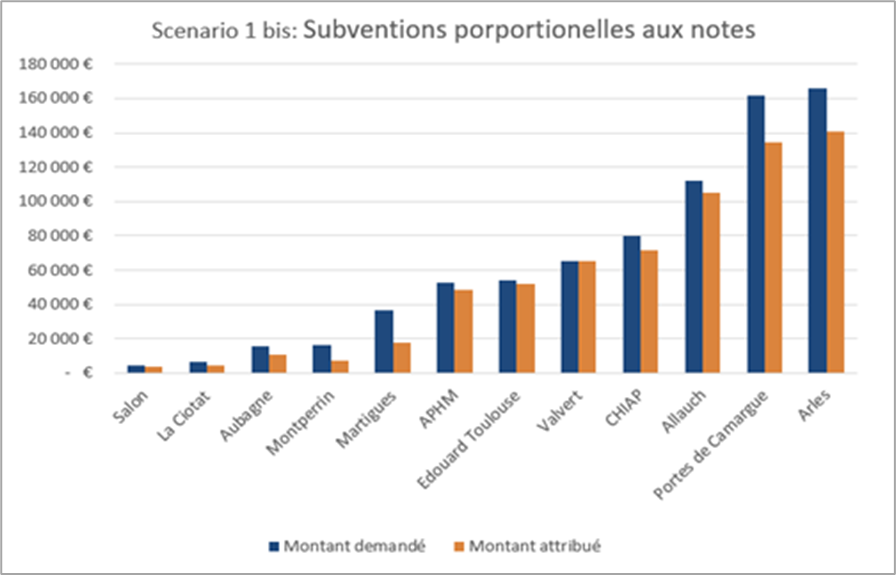 Scenario 1 bis: Subventions porportionelles aux notes
180 000 €
160 000 €
140 000 €
120 000 €
100 000 €
80 000 €
60 000 €
40 000 €
20 000 €
- €
Salon
La Ciotat
Aubagne
Montperrin
Martigues
APHM
Edouard Toulouse
Valvert
CHIAP
Allauch
Portes de Camargue
Arles
Montant demandé
Montant attribué